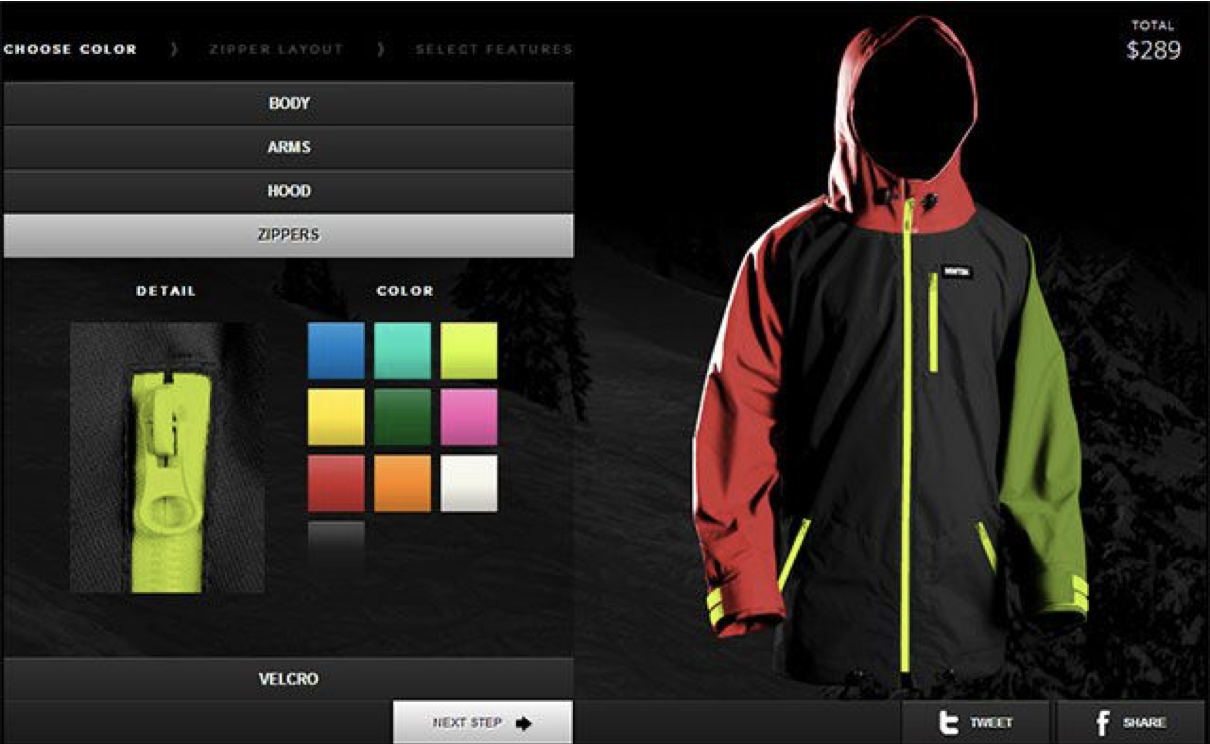 CHOOSE COLOR 〉 ZIPPER LAYOUT 〉 SELECT FEATURES
TOTAL
$289
BODY
ARMS
HOOD
ZIPPERS
DETAIL COLOR
VELCRO
NEXT STEP
TWEET
SHARE